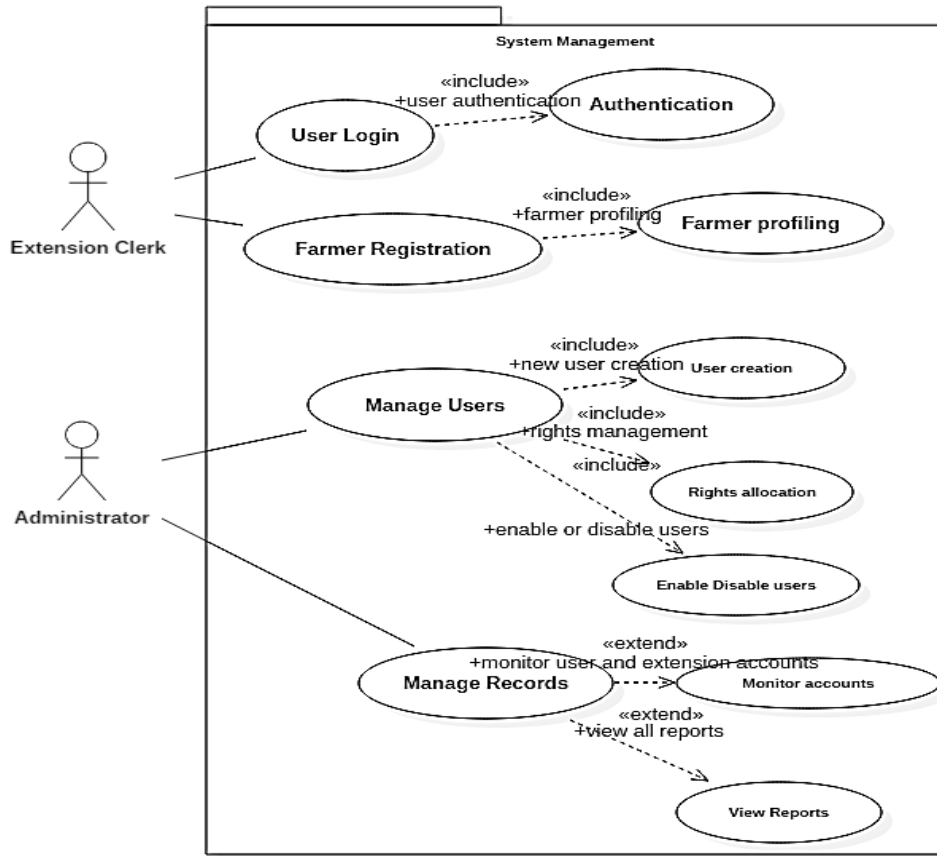 System Management
«include»
+user authentication
Authentication
User Login
«include»
+farmer profiling
Farmer profiling
Extension Clerk
Farmer Registration
«include»
+new user creation
User creation
Manage Users
«include»
+rights management
«include»
Rights allocation
Administrator
+enable or disable users
Enable Disable users
«extend»
+monitor user and extension accounts
Manage Records
Monitor accounts
«extend»
+view all reports
View Reports